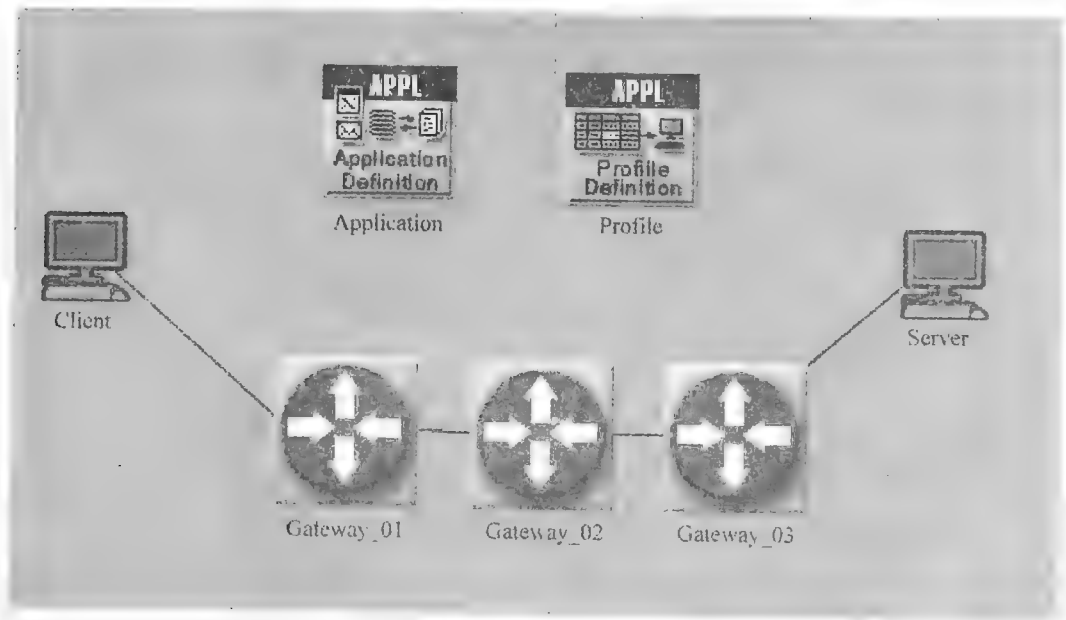 APPL
Application
Definition
Application
APPL
Profile
Definition
Profile
Client
Server
Gateway_01
Gateway_02
Gateway_03